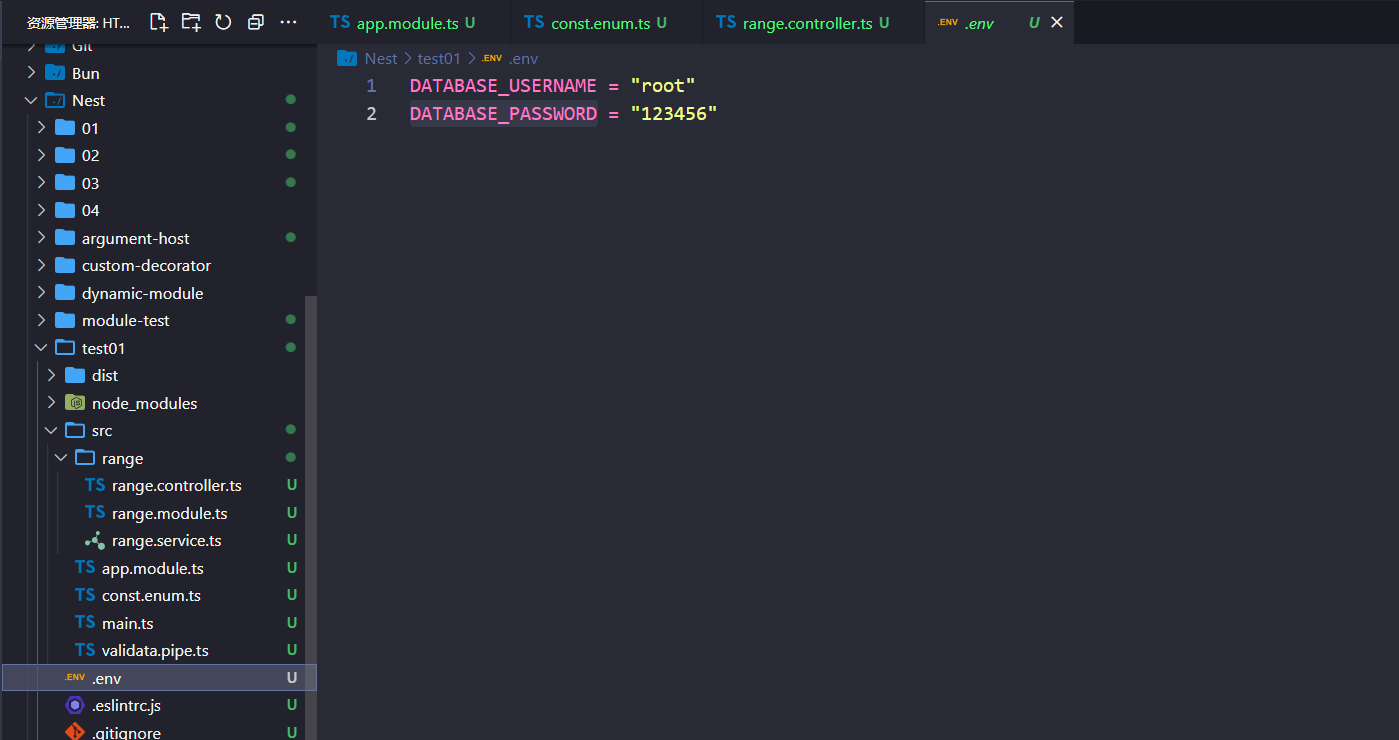 资源管理器: HT...
app.module.ts U
const.enum.ts U
range.controller.ts U
.ENV .env U
Git
Bun
Nest
01
02
03
04
argument-host
custom-decorator
dynamic-module
module-test
test01
dist
node_modules
src
range
TS range.controller.ts U
TS range.module.ts U
range.service.ts U
TS app.module.ts U
TS const.enum.ts U
TS main.ts U
TS validata.pipe.ts U
.ENV .env U
.eslintrc.js U
.gitignore U
Nest > test01 > .ENV .env
1 DATABASE_USERNAME = "root"
2 DATABASE_PASSWORD = "123456"